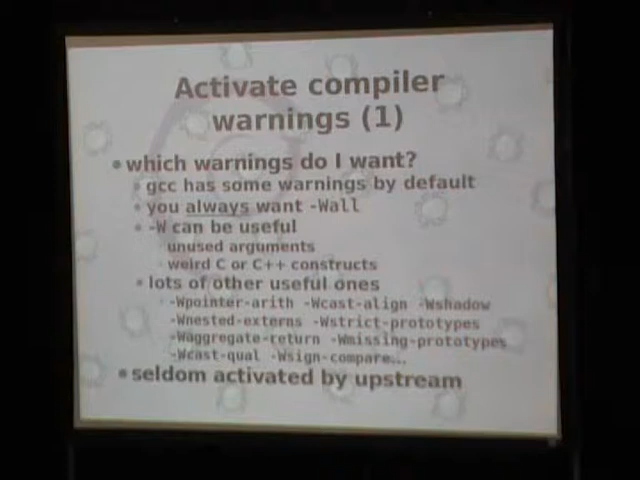 Activate compiler
warnings (1)
which warnings do I want?
gcc has some warnings by default
you always want -Wall
-W can be useful
unused arguments
weird C or C++ constructs
lots of other useful ones
-Wpointer-arith -Wcast-align -Wshadow
-Wnested-externs -Wstrict-prototypes
-Waggregate-return -Wmissing-prototypes
-Wcast-qual -Wsign-compare…
seldom activated by upstream